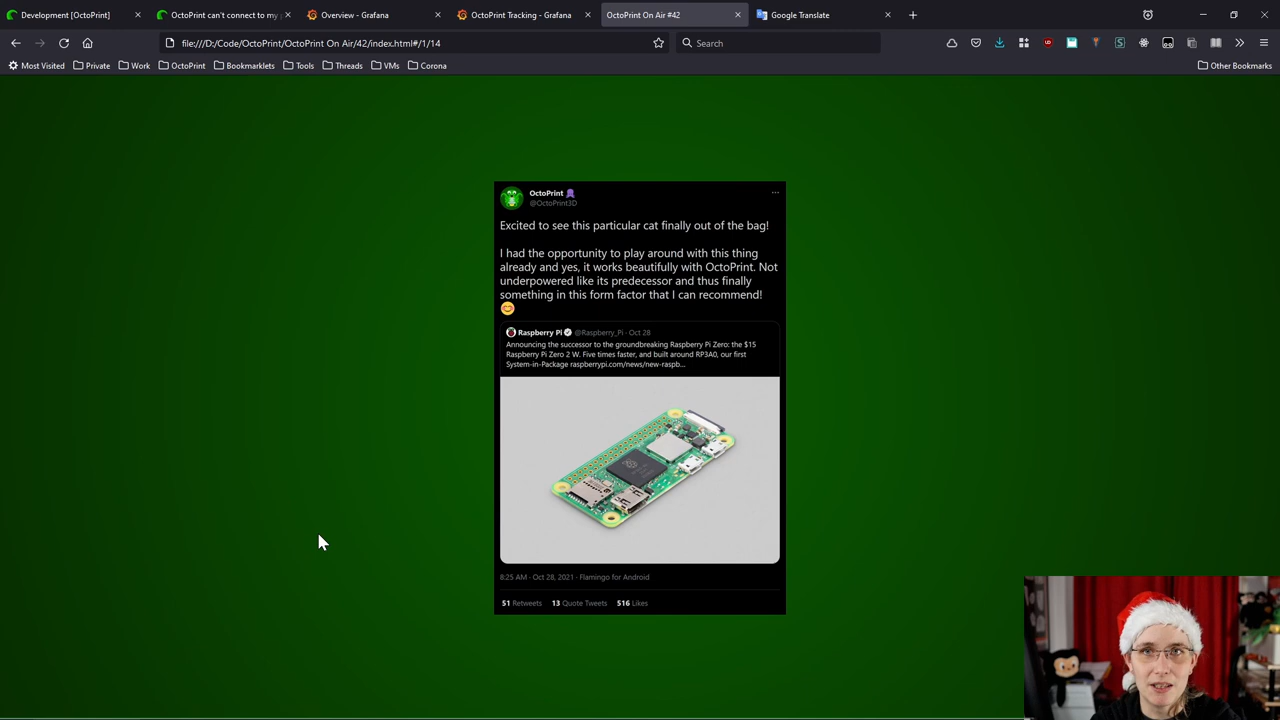 Development [OctoPrint]
OctoPrint can't connect to my p
Overview - Grafana
OctoPrint Tracking - Grafana
OctoPrint On Air #42
Google Translate
file:///D:/Code/OctoPrint/OctoPrint On Air/42/index.html#/1/14
Search
Most Visited
Private
Work
OctoPrint
Bookmarklets
Tools
Threads
VMs
Corona
Other Bookmarks
OctoPrint
@OctoPrint3D
Excited to see this particular cat finally out of the bag!
I had the opportunity to play around with this thing
already and yes, it works beautifully with OctoPrint. Not
underpowered like its predecessor and thus finally
something in this form factor that I can recommend!
😊
Raspberry Pi @Raspberry_Pi · Oct 28
Announcing the successor to the groundbreaking Raspberry Pi Zero: the $15
Raspberry Pi Zero 2 W. Five times faster, and built around RP3A0, our first
System-in-Package raspberrypi.com/news/new-raspb...
8:25 AM · Oct 28, 2021 · Flamingo for Android
51 Retweets 13 Quote Tweets 516 Likes